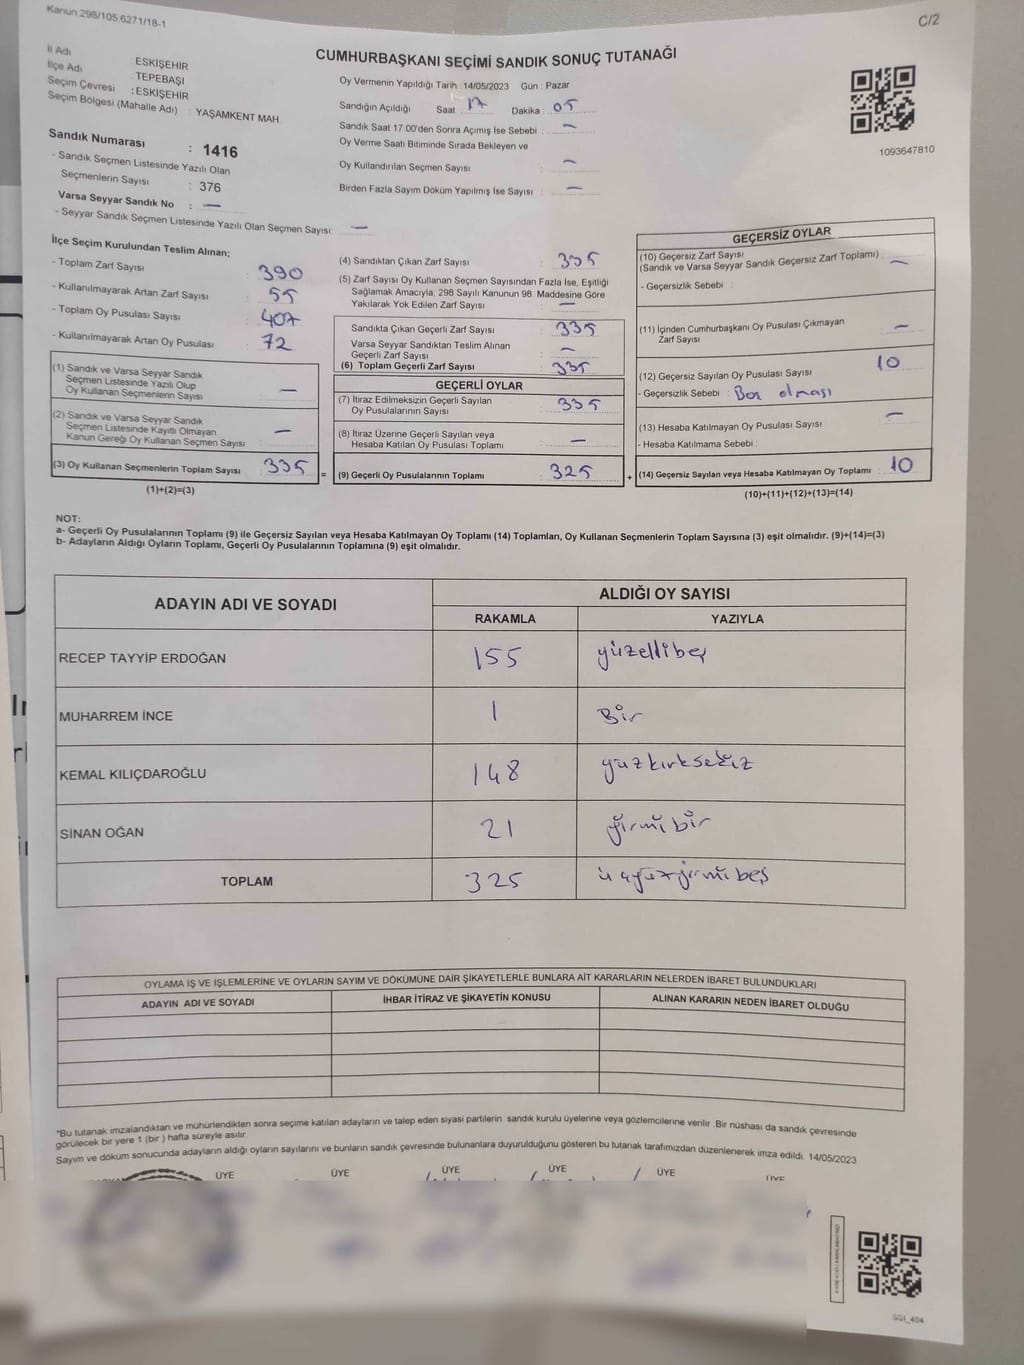 Kanun.298/105.6271/18-1
C/2
CUMHURBAŞKANI SEÇİMİ SANDIK SONUÇ TUTANAĞI
İl Adı : ESKİŞEHİR
İlçe Adı : TEPEBAŞI
Seçim Çevresi : ESKİŞEHİR
Seçim Bölgesi (Mahalle Adı) : YAŞAMKENT MAH
Sandık Numarası : 1416
- Sandık Seçmen Listesinde Yazılı Olan
Seçmenlerin Sayısı : 376
Varsa Seyyar Sandık No : —
- Seyyar Sandık Seçmen Listesinde Yazılı Olan Seçmen Sayısı: —
Oy Vermenin Yapıldığı Tarih : 14/05/2023 Gün : Pazar
Sandığın Açıldığı Saat : 17 Dakika : 05
Sandık Saat 17.00'den Sonra Açımış İse Sebebi : —
Oy Verme Saati Bitiminde Sırada Bekleyen ve
Oy Kullandırılan Seçmen Sayısı : —
Birden Fazla Sayım Döküm Yapılmış İse Sayısı : —
1093647810
İlçe Seçim Kurulundan Teslim Alınan;
- Toplam Zarf Sayısı : 390
- Kullanılmayarak Artan Zarf Sayısı : 55
- Toplam Oy Pusulası Sayısı : 407
- Kullanılmayarak Artan Oy Pusulası : 72
(1) Sandık ve Varsa Seyyar Sandık
Seçmen Listesinde Yazılı Olup
Oy Kullanan Seçmenlerin Sayısı : —
(2) Sandık ve Varsa Seyyar Sandık
Seçmen Listesinde Kayıtlı Olmayan
Kanun Gereği Oy Kullanan Seçmen Sayısı : —
(3) Oy Kullanan Seçmenlerin Toplam Sayısı : 335 =
(1)+(2)=(3)
(4) Sandıktan Çıkan Zarf Sayısı : 335
(5) Zarf Sayısı Oy Kullanan Seçmen Sayısından Fazla İse, Eşitliği
Sağlamak Amacıyla, 298 Sayılı Kanunun 98. Maddesine Göre
Yakılarak Yok Edilen Zarf Sayısı : —
Sandıkta Çıkan Geçerli Zarf Sayısı : 335
Varsa Seyyar Sandıktan Teslim Alınan
Geçerli Zarf Sayısı : —
(6) Toplam Geçerli Zarf Sayısı : 335
GEÇERLİ OYLAR
(7) İtiraz Edilmeksizin Geçerli Sayılan
Oy Pusulalarının Sayısı : 335
(8) İtiraz Üzerine Geçerli Sayılan veya
Hesaba Katılan Oy Pusulası Toplamı : —
(9) Geçerli Oy Pusulalarının Toplamı : 325 +
GEÇERSİZ OYLAR
(10) Geçersiz Zarf Sayısı
(Sandık ve Varsa Seyyar Sandık Geçersiz Zarf Toplamı) : —
- Geçersizlik Sebebi :
(11) İçinden Cumhurbaşkanı Oy Pusulası Çıkmayan
Zarf Sayısı : —
(12) Geçersiz Sayılan Oy Pusulası Sayısı : 10
- Geçersizlik Sebebi : Boş olması
(13) Hesaba Katılmayan Oy Pusulası Sayısı : —
- Hesaba Katılmama Sebebi :
(14) Geçersiz Sayılan veya Hesaba Katılmayan Oy Toplamı : 10
(10)+(11)+(12)+(13)=(14)
NOT:
a- Geçerli Oy Pusulalarının Toplamı (9) ile Geçersiz Sayılan veya Hesaba Katılmayan Oy Toplamı (14) Toplamları, Oy Kullanan Seçmenlerin Toplam Sayısına (3) eşit olmalıdır. (9)+(14)=(3)
b- Adayların Aldığı Oyların Toplamı, Geçerli Oy Pusulalarının Toplamına (9) eşit olmalıdır.
ADAYIN ADI VE SOYADI ALDIĞI OY SAYISI
RAKAMLA YAZIYLA
RECEP TAYYİP ERDOĞAN 155 yüzellibeş
MUHARREM İNCE 1 Bir
KEMAL KILIÇDAROĞLU 148 yüzkırksekiz
SİNAN OĞAN 21 yirmibir
TOPLAM 325 üçyüzyirmibeş
OYLAMA İŞ VE İŞLEMLERİNE VE OYLARIN SAYIM VE DÖKÜMÜNE DAİR ŞİKAYETLERLE BUNLARA AİT KARARLARIN NELERDEN İBARET BULUNDUKLARI
ADAYIN ADI VE SOYADI İHBAR İTİRAZ VE ŞİKAYETİN KONUSU ALINAN KARARIN NEDEN İBARET OLDUĞU
*Bu tutanak imzalandıktan ve mühürlendikten sonra seçime katılan adayların ve talep eden siyasi partilerin sandık kurulu üyelerine veya gözlemcilerine verilir. Bir nüshası da sandık çevresinde
görülecek bir yere 1 (bir ) hafta süreyle asılır.
Sayım ve döküm sonucunda adayların aldığı oyların sayılarını ve bunların sandık çevresinde bulunanlara duyurulduğunu gösteren bu tutanak tarafımızdan düzenlenerek imza edildi. 14/05/2023
ÜYE ÜYE ÜYE ÜYE ÜYE ÜYE
SSI_404